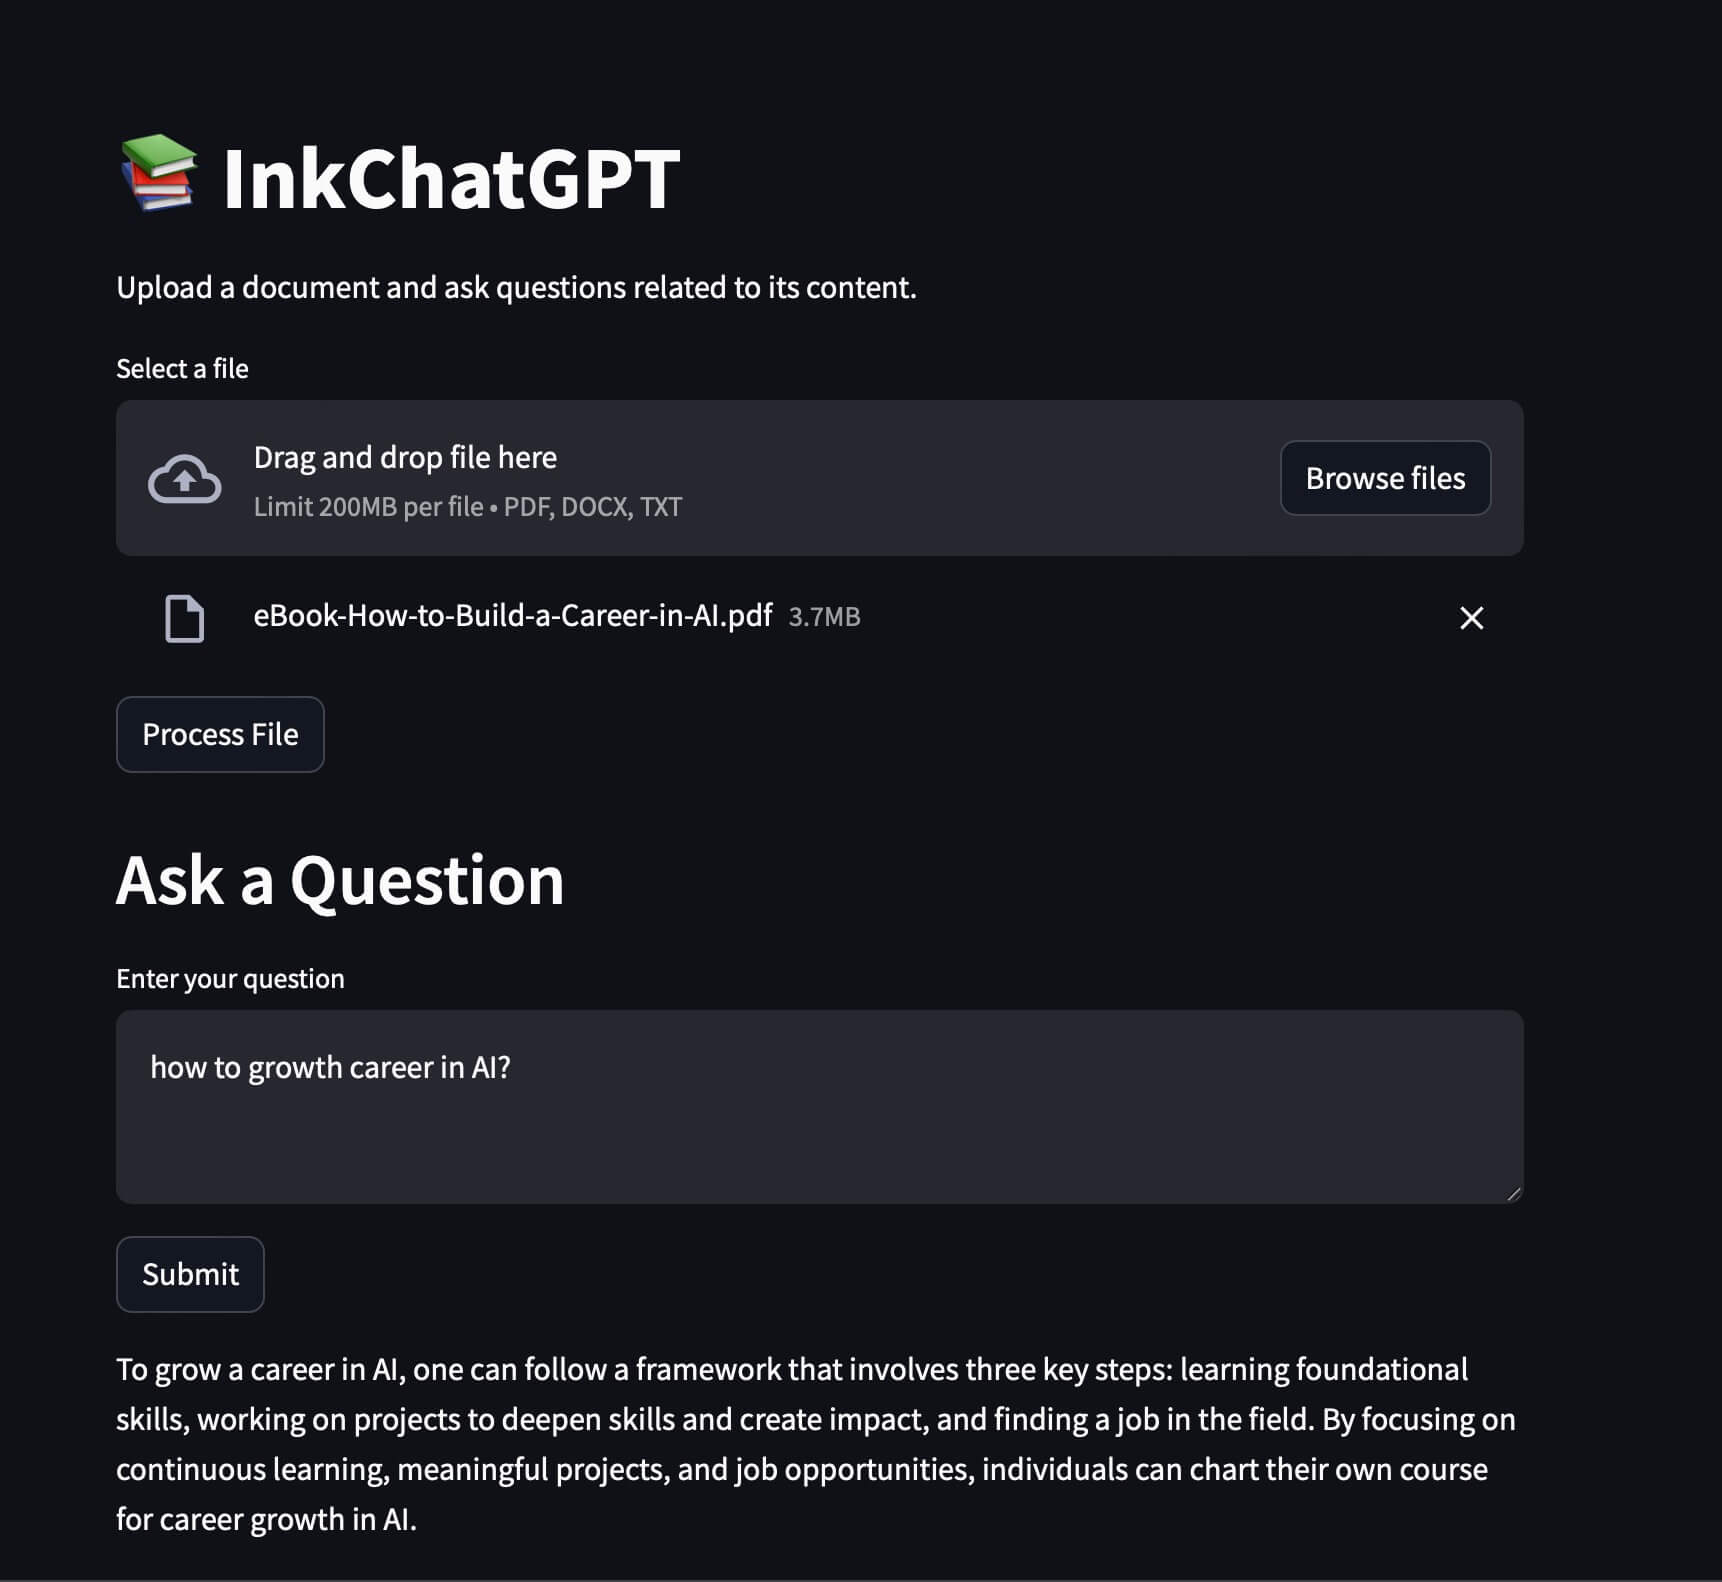 InkChatGPT
Upload a document and ask questions related to its content.
Select a file
Drag and drop file here
Limit 200MB per file • PDF, DOCX, TXT
Browse files
eBook-How-to-Build-a-Career-in-AI.pdf 3.7MB
Process File
Ask a Question
Enter your question
how to growth career in AI?
Submit
To grow a career in AI, one can follow a framework that involves three key steps: learning foundational
skills, working on projects to deepen skills and create impact, and finding a job in the field. By focusing on
continuous learning, meaningful projects, and job opportunities, individuals can chart their own course
for career growth in AI.